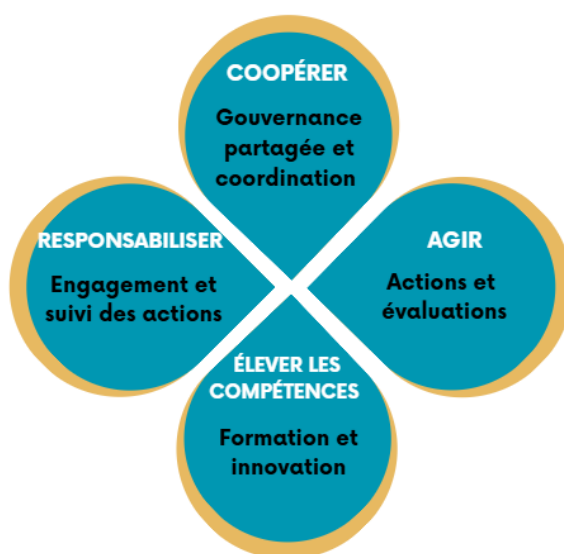 COOPÉRER
Gouvernance
partagée et
coordination
RESPONSABILISER
Engagement et
suivi des actions
AGIR
Actions et
évaluations
ÉLEVER LES
COMPÉTENCES
Formation et
innovation